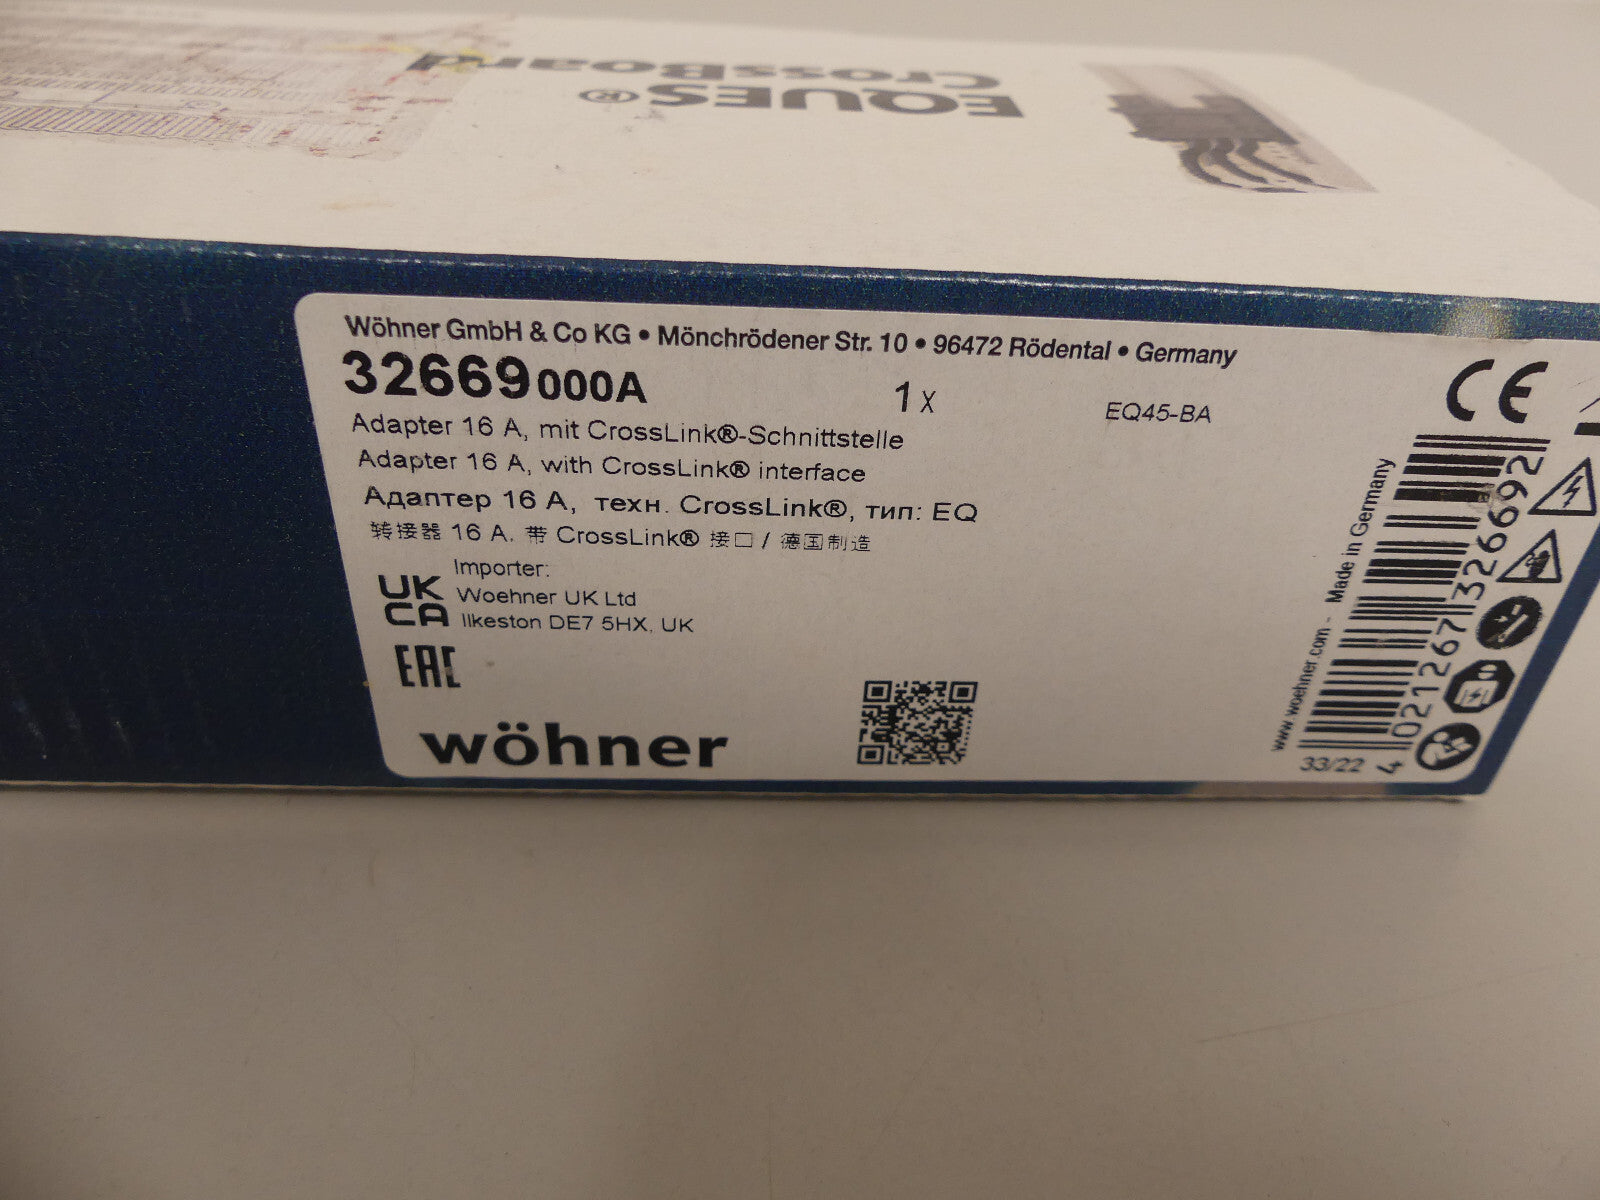 EQUES®
CrossBoard
Wöhner GmbH & Co KG • Mönchrödener Str. 10 • 96472 Rödental • Germany
32669000A
1 x
EQ45-BA
Adapter 16 A, mit CrossLink®-Schnittstelle
Adapter 16 A, with CrossLink® interface
Адаптер 16 A, техн. CrossLink®, тип: EQ
转接器 16 A. 带 CrossLink® 接口 / 德国制造
UK
CA
Importer:
Woehner UK Ltd
Ilkeston DE7 5HX, UK
EAC
wöhner
CE
www.woehner.com - Made in Germany
4 021267 326692
33/22